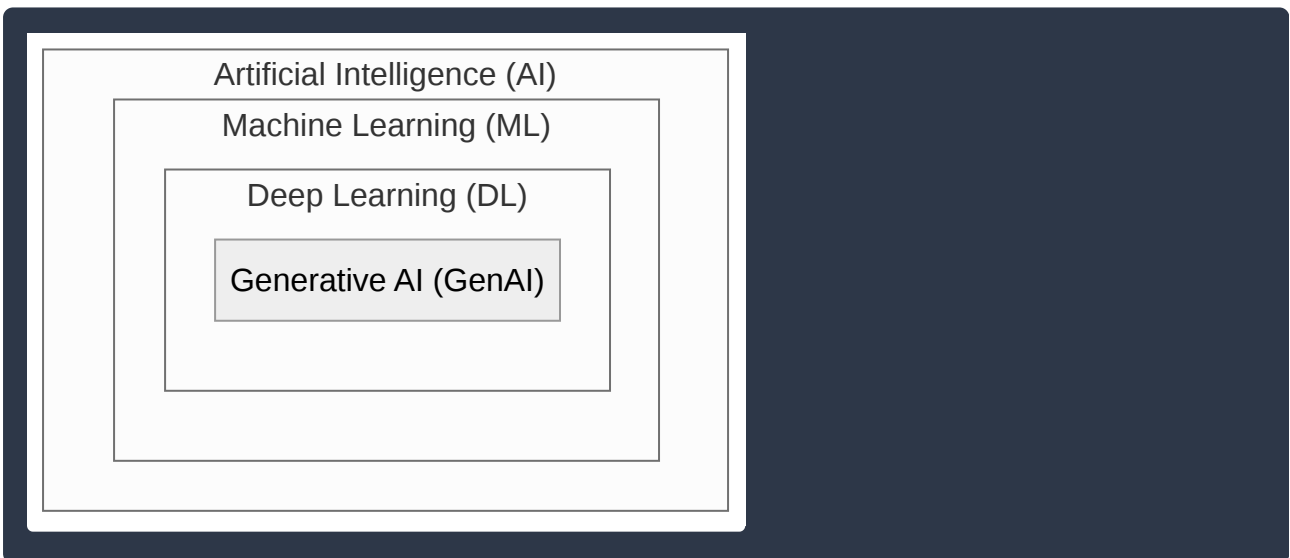 Artificial Intelligence (AI)
Machine Learning (ML)
Deep Learning (DL)
Generative AI (GenAI)